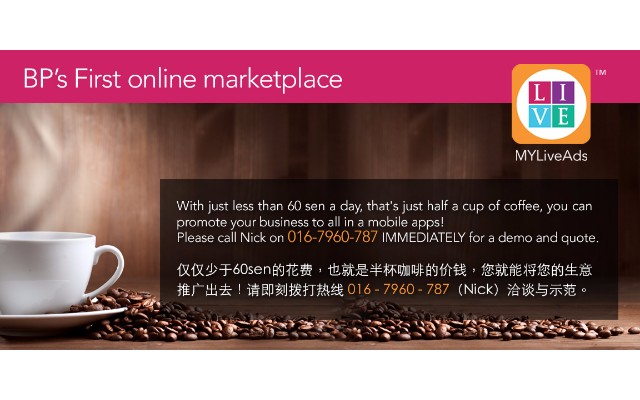 BP's First online marketplace
LI
VE
TM
MYLiveAds
With just less than 60 sen a day, that's just half a cup of coffee, you can
promote your business to all in a mobile apps!
Please call Nick on 016-7960-787 IMMEDIATELY for a demo and quote.
仅仅少于60sen的花费，也就是半杯咖啡的价钱，您就能将您的生意
推广出去！请即刻拨打热线 016 - 7960 - 787（Nick）洽谈与示范。